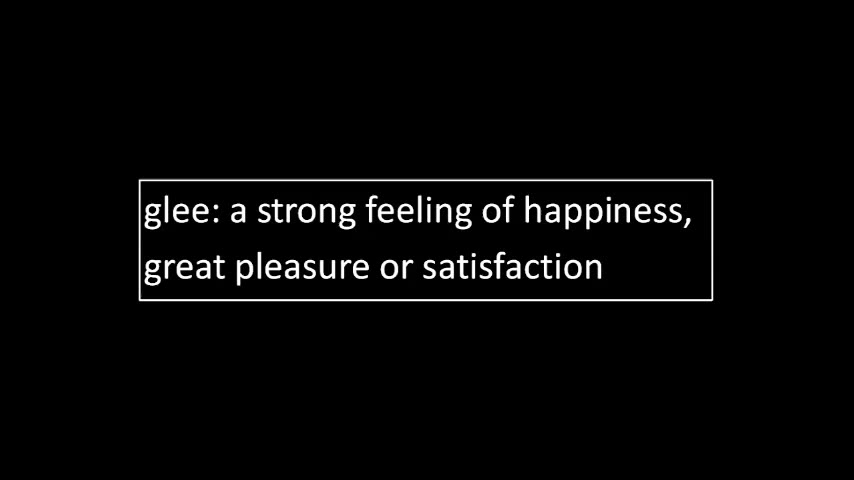 glee: a strong feeling of happiness,
great pleasure or satisfaction